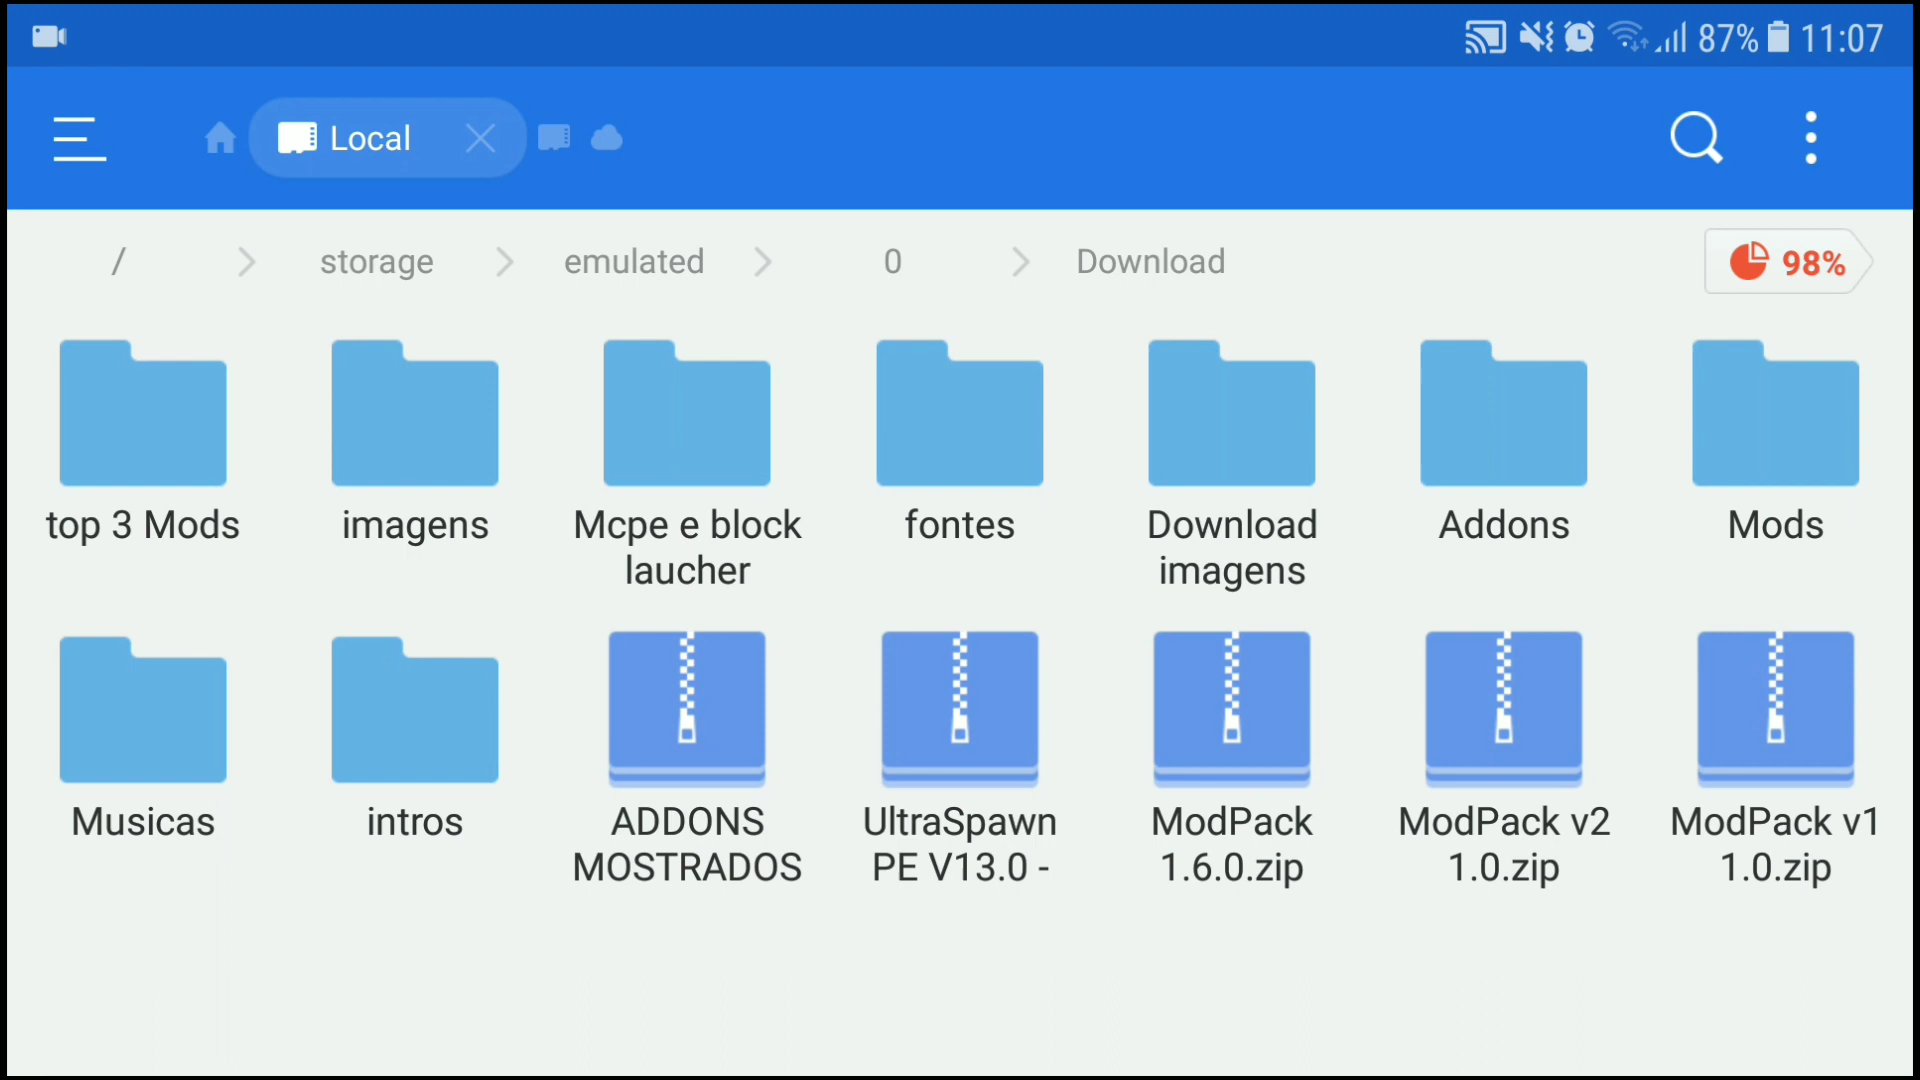 87% 11:07
Local
/ storage emulated 0 Download 98%
top 3 Mods
imagens
Mcpe e block
laucher
fontes
Download
imagens
Addons
Mods
Musicas
intros
ADDONS
MOSTRADOS
UltraSpawn
PE V13.0 -
ModPack
1.6.0.zip
ModPack v2
1.0.zip
ModPack v1
1.0.zip